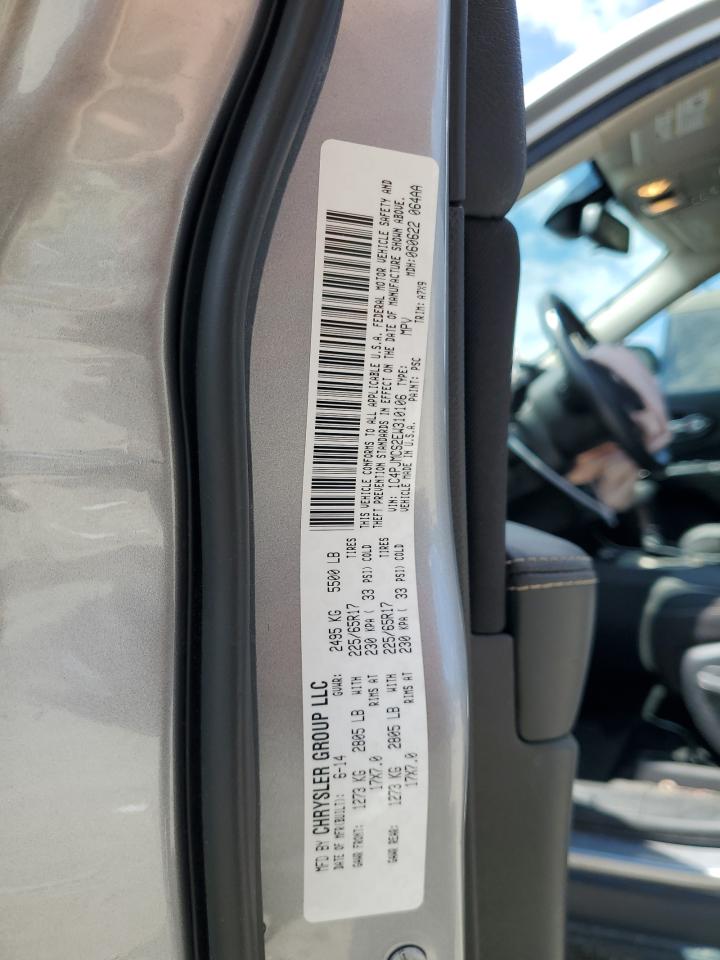 MFD BY CHRYSLER GROUP LLC
DATE OF MFR(BUILT): 6-14 GVWR: 2495 KG 5500 LB
GAWR FRONT: 1273 KG 2805 LB WITH 225/65R17 TIRES
17X7.0 RIMS AT 230 KPA ( 33 PSI) COLD
GAWR REAR: 1273 KG 2805 LB WITH 225/65R17 TIRES
17X7.0 RIMS AT 230 KPA ( 33 PSI) COLD
THIS VEHICLE CONFORMS TO ALL APPLICABLE U.S.A. FEDERAL MOTOR VEHICLE SAFETY AND
THEFT PREVENTION STANDARDS IN EFFECT ON THE DATE OF MANUFACTURE SHOWN ABOVE.
VIN: 1C4PJMCS2EW310106 TYPE: MPV MDH:060622 064AA
VEHICLE MADE IN U.S.A. PAINT: PSC TRIM: A7X9